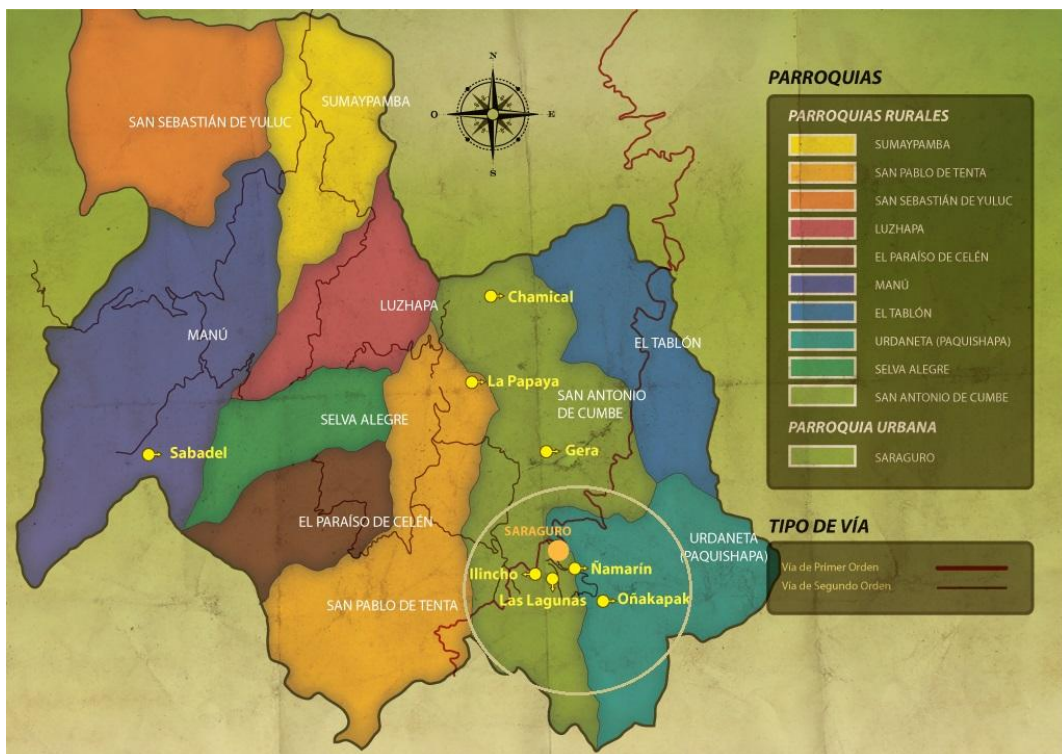 N
O
E
S
SUMAYPAMBA
SAN SEBASTIÁN DE YULUC
LUZHAPA
Chamical
MANÚ
EL TABLÓN
La Papaya
SAN ANTONIO
DE CUMBE
SELVA ALEGRE
Sabadel
Gera
EL PARAÍSO DE CELÉN
SARAGURO
URDANETA
(PAQUISHAPA)
Ilincho
Ñamarín
Las Lagunas
Oñakapak
SAN PABLO DE TENTA
PARROQUIAS
PARROQUIAS RURALES
SUMAYPAMBA
SAN PABLO DE TENTA
SAN SEBASTIÁN DE YULUC
LUZHAPA
EL PARAÍSO DE CELÉN
MANÚ
EL TABLÓN
URDANETA (PAQUISHAPA)
SELVA ALEGRE
SAN ANTONIO DE CUMBE
PARROQUIA URBANA
SARAGURO
TIPO DE VÍA
Vía de Primer Orden
Vía de Segundo Orden